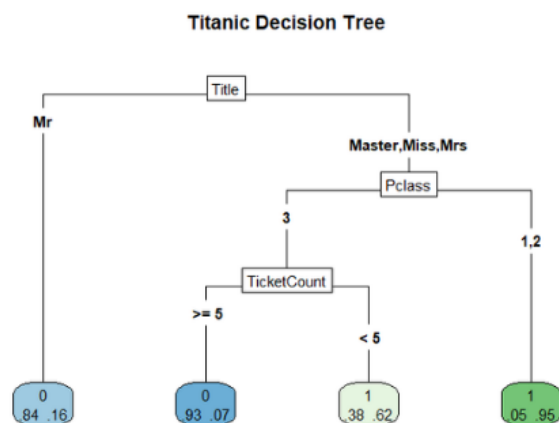 Titanic Decision Tree
Title
Mr
Master,Miss,Mrs
Pclass
3
1,2
TicketCount
>= 5
< 5
0
.84 .16
0
.93 .07
1
.38 .62
1
.05 .95